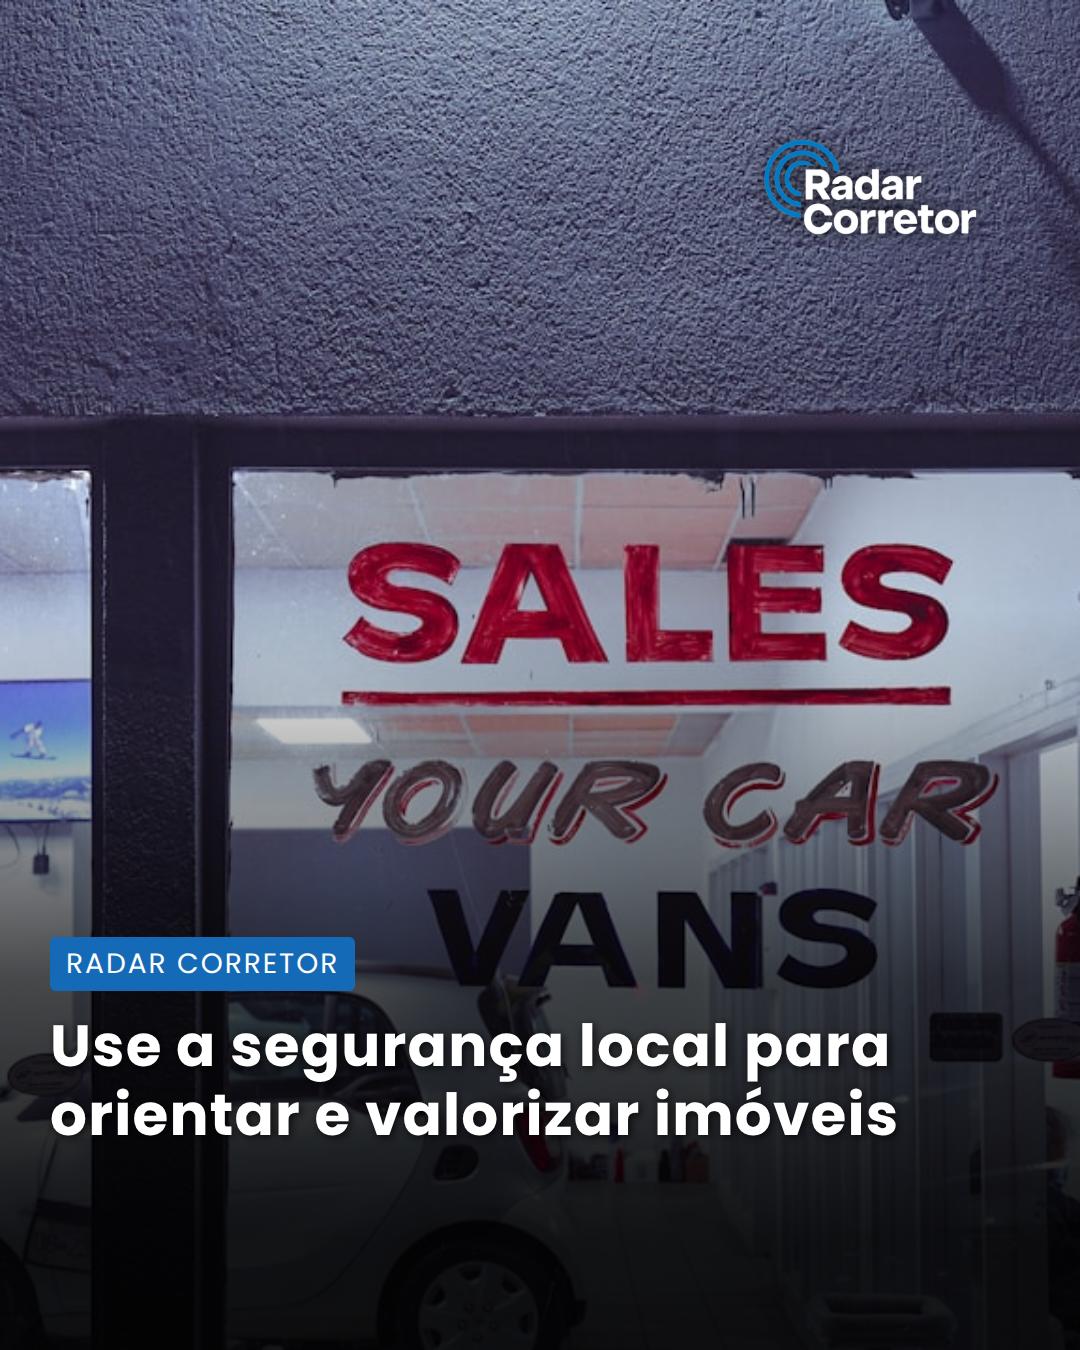 Radar
Corretor
SALES
YOUR CAR
VANS
RADAR CORRETOR
Use a segurança local para
orientar e valorizar imóveis